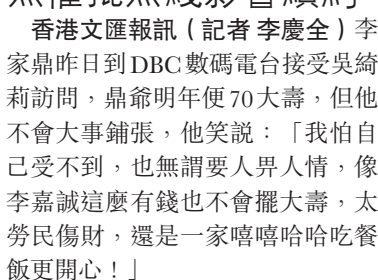 香港文匯報訊（記者 李慶全）李
家鼎昨日到DBC數碼電台接受吳綺
莉訪問，鼎爺明年便70大壽，但他
不會大事鋪張，他笑說：「我怕自
己受不到，也無謂要人畀人情，像
李嘉誠這麼有錢也不會擺大壽，太
勞民傷財，還是一家嘻嘻哈哈吃餐
飯更開心！」